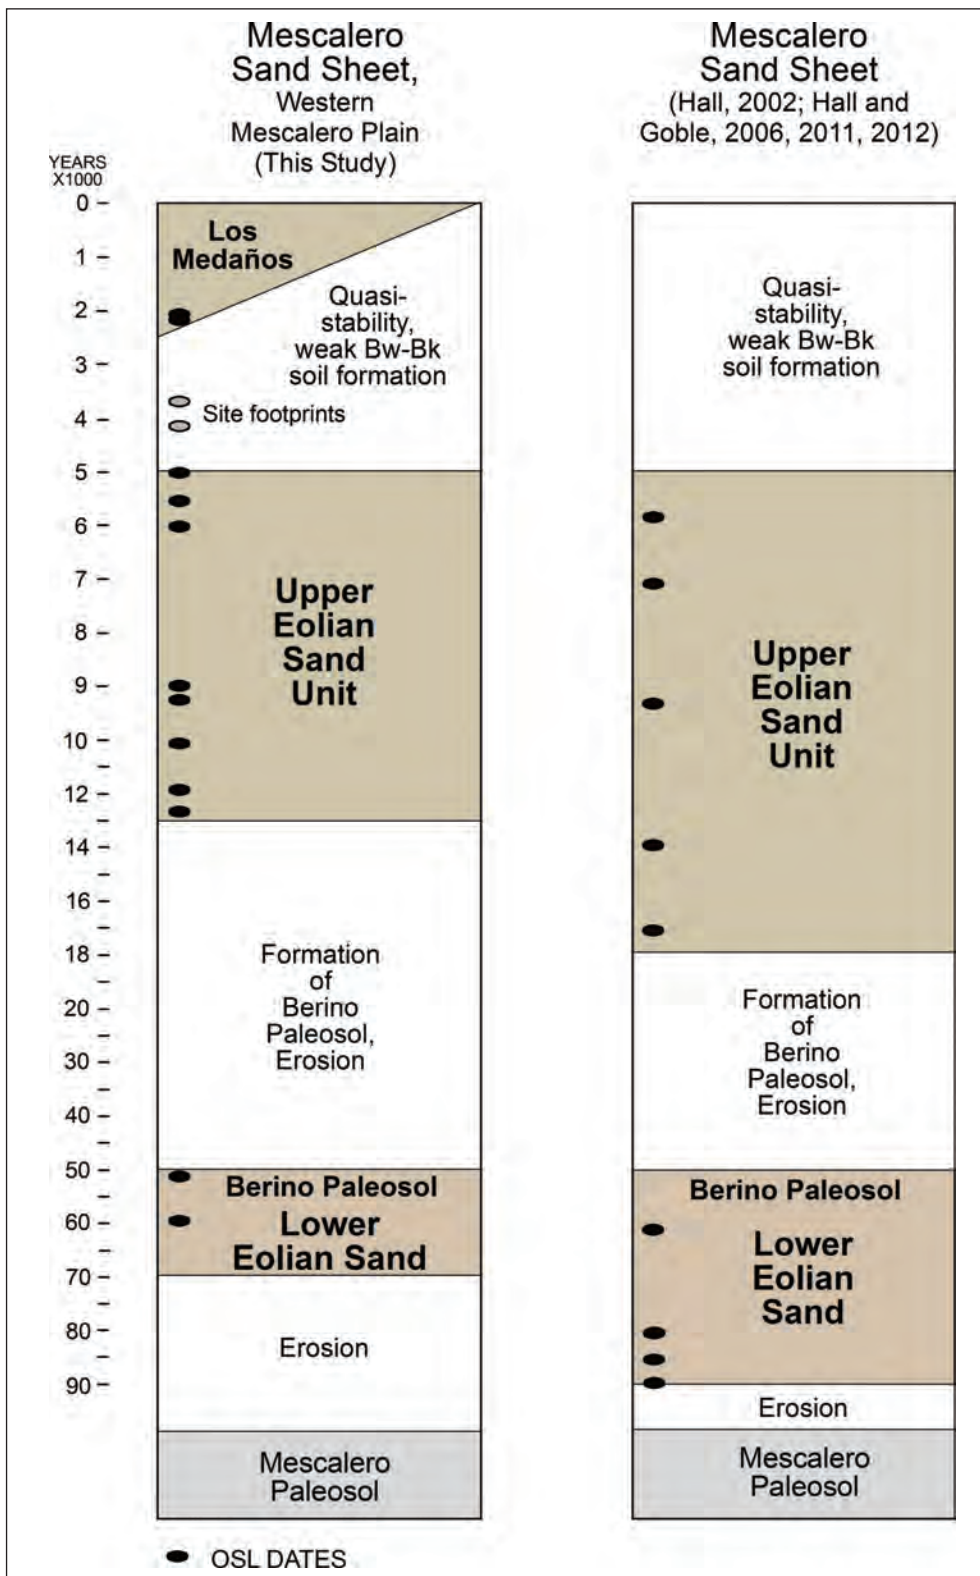 Mescalero
Sand Sheet,
Western
Mescalero Plain
(This Study)
Mescalero
Sand Sheet
(Hall, 2002; Hall and
Goble, 2006, 2011, 2012)
YEARS
X1000
0
1
2
3
4
5
6
7
8
9
10
12
14
16
18
20
30
40
50
60
70
80
90
Los
Medaños
Quasi-
stability,
weak Bw-Bk
soil formation
Site footprints
Upper
Eolian
Sand
Unit
Formation
of
Berino
Paleosol,
Erosion
Berino Paleosol
Lower
Eolian Sand
Erosion
Mescalero
Paleosol
Quasi-
stability,
weak Bw-Bk
soil formation
Upper
Eolian
Sand
Unit
Formation
of
Berino
Paleosol,
Erosion
Berino Paleosol
Lower
Eolian
Sand
Erosion
Mescalero
Paleosol
OSL DATES